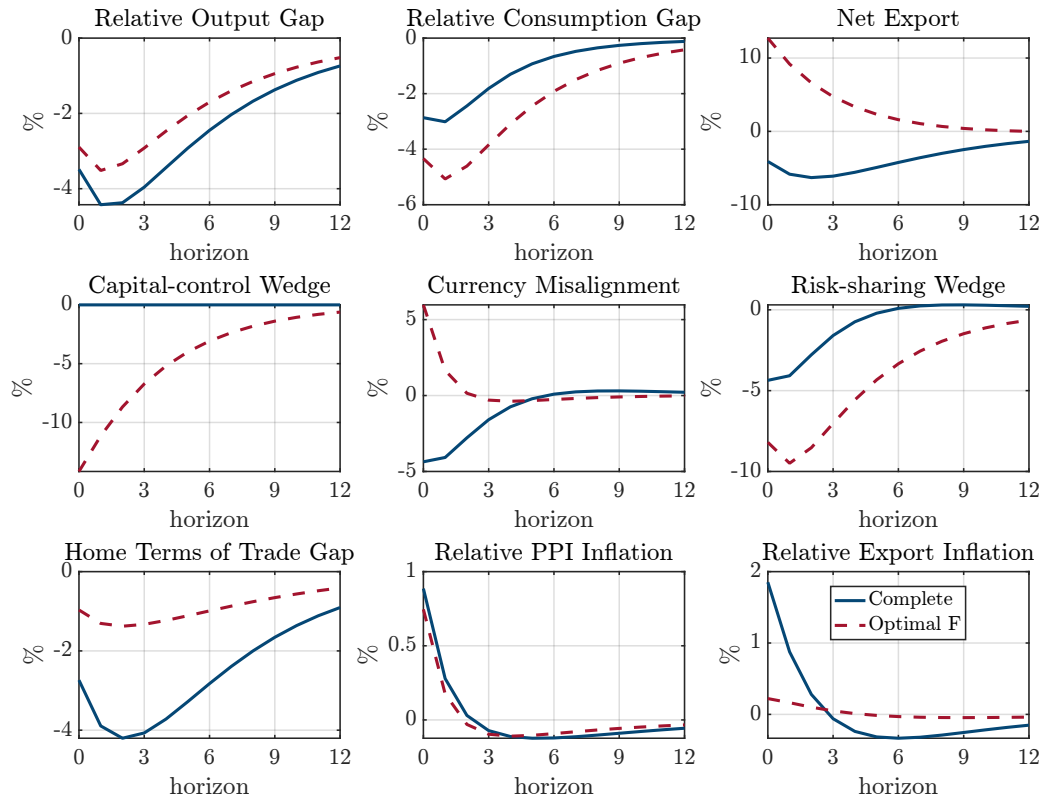 Relative Output Gap
0
-2
-4
%
0 3 6 9 12
horizon
Relative Consumption Gap
0
-2
-4
-6
%
0 3 6 9 12
horizon
Net Export
10
0
-10
%
0 3 6 9 12
horizon
Capital-control Wedge
0
-5
-10
%
0 3 6 9 12
horizon
Currency Misalignment
5
0
-5
%
0 3 6 9 12
horizon
Risk-sharing Wedge
0
-5
-10
%
0 3 6 9 12
horizon
Home Terms of Trade Gap
0
-2
-4
%
0 3 6 9 12
horizon
Relative PPI Inflation
1
0.5
0
%
0 3 6 9 12
horizon
Relative Export Inflation
2
1
0
%
0 3 6 9 12
horizon
Complete
Optimal F